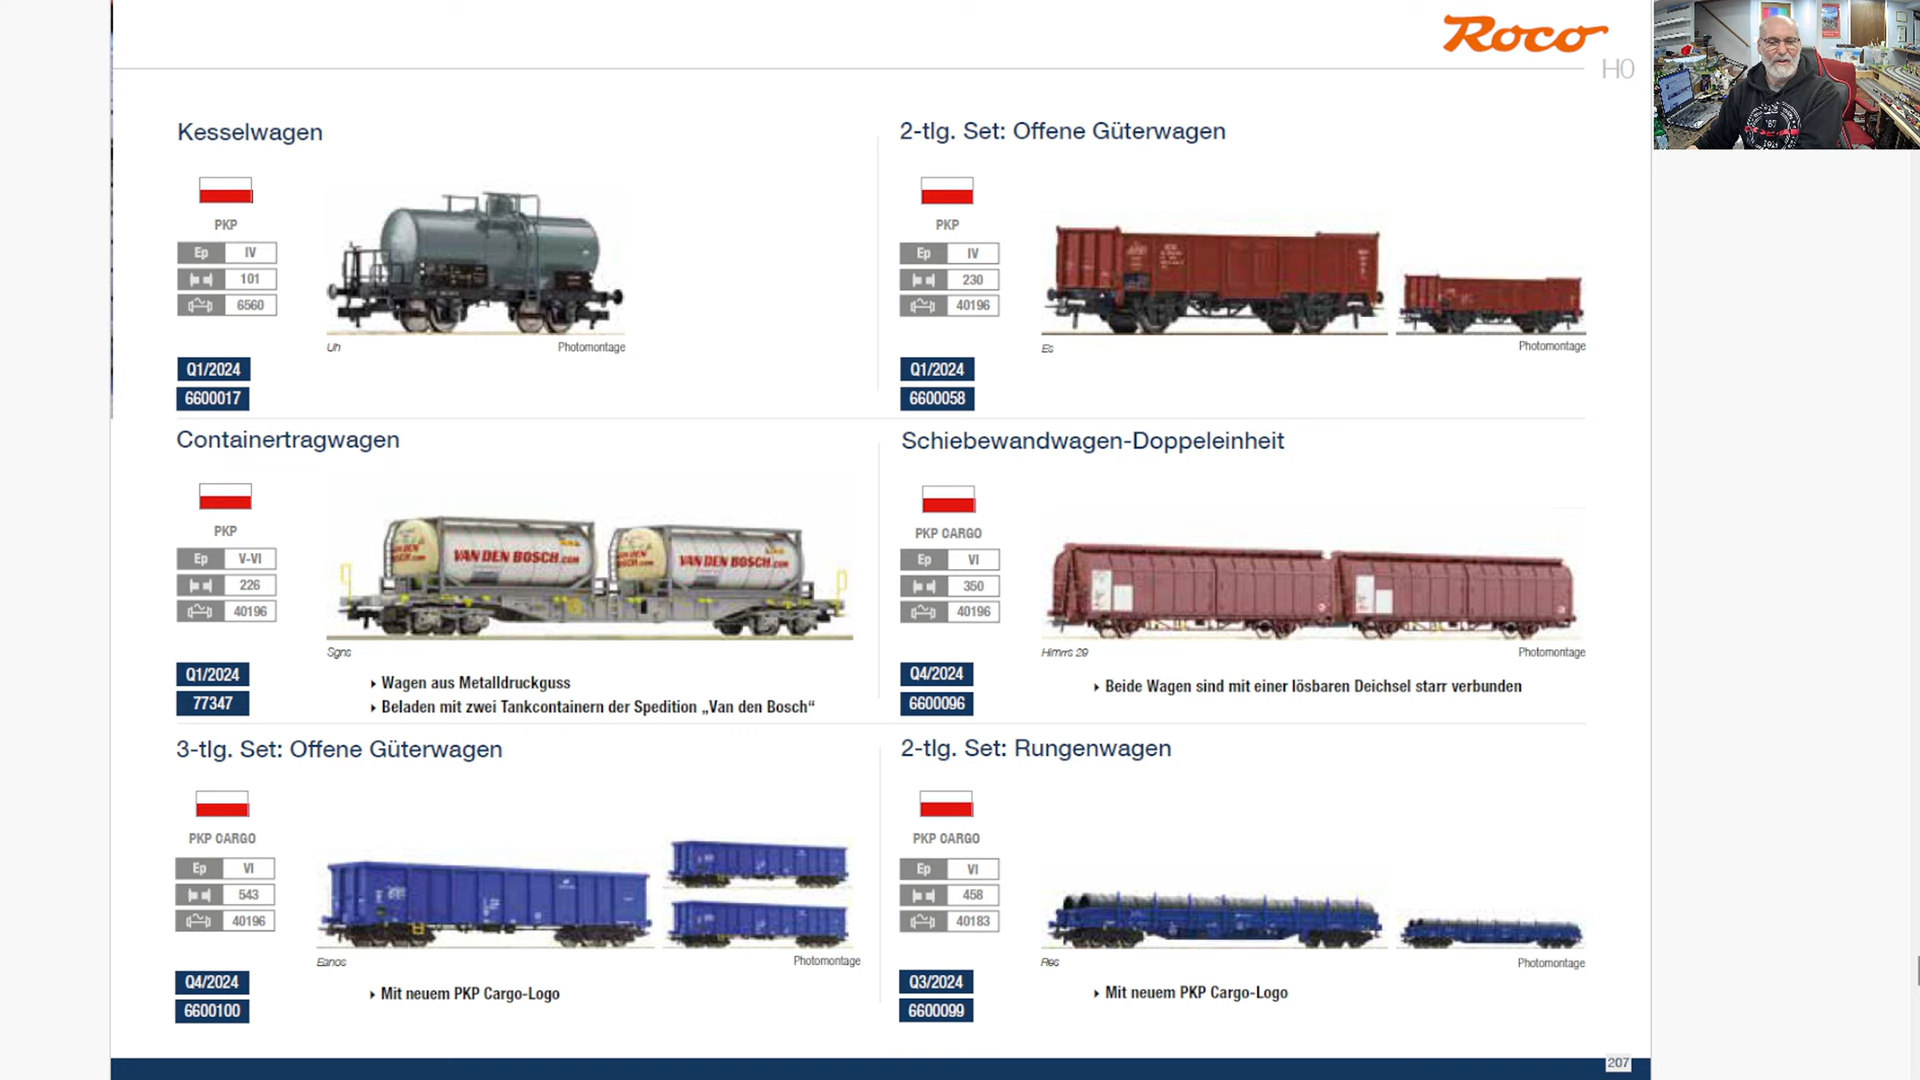 Roco
H0
Kesselwagen
PKP
Ep IV
101
6560
Uh
Photomontage
Q1/2024
6600017
2-tlg. Set: Offene Güterwagen
PKP
Ep IV
230
40196
Es
Photomontage
Q1/2024
6600058
Containertragwagen
PKP
Ep V-VI
226
40196
VAN DEN BOSCH.com
VAN DEN BOSCH.com
Sgns
Q1/2024
77347
‣ Wagen aus Metalldruckguss
‣ Beladen mit zwei Tankcontainern der Spedition „Van den Bosch“
Schiebewandwagen-Doppeleinheit
PKP CARGO
Ep VI
350
40196
Himrrs 29
Photomontage
Q4/2024
6600096
‣ Beide Wagen sind mit einer lösbaren Deichsel starr verbunden
3-tlg. Set: Offene Güterwagen
PKP CARGO
Ep VI
543
40196
Eanos
Photomontage
Q4/2024
6600100
‣ Mit neuem PKP Cargo-Logo
2-tlg. Set: Rungenwagen
PKP CARGO
Ep VI
458
40183
Res
Photomontage
Q3/2024
6600099
‣ Mit neuem PKP Cargo-Logo
207